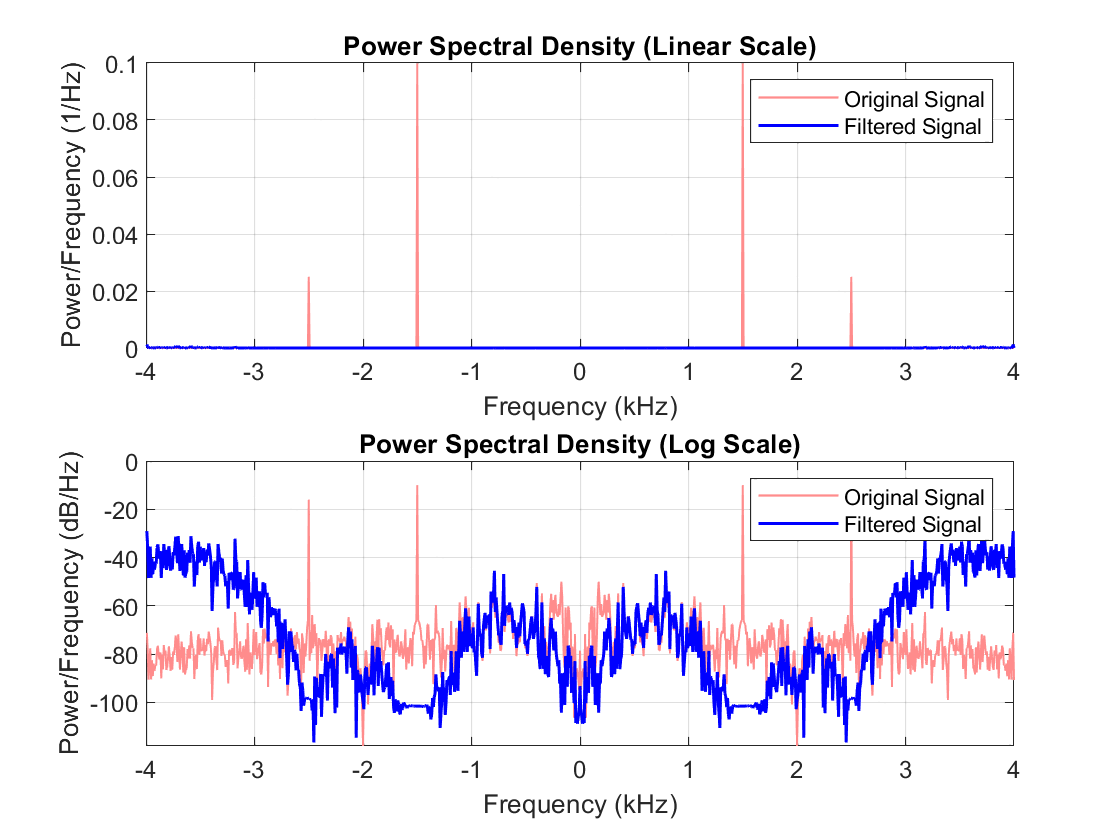 Power Spectral Density (Linear Scale)
Power/Frequency (1/Hz)
0.1
0.08
0.06
0.04
0.02
0
Original Signal
Filtered Signal
-4 -3 -2 -1 0 1 2 3 4
Frequency (kHz)
Power Spectral Density (Log Scale)
Power/Frequency (dB/Hz)
0
-20
-40
-60
-80
-100
Original Signal
Filtered Signal
-4 -3 -2 -1 0 1 2 3 4
Frequency (kHz)